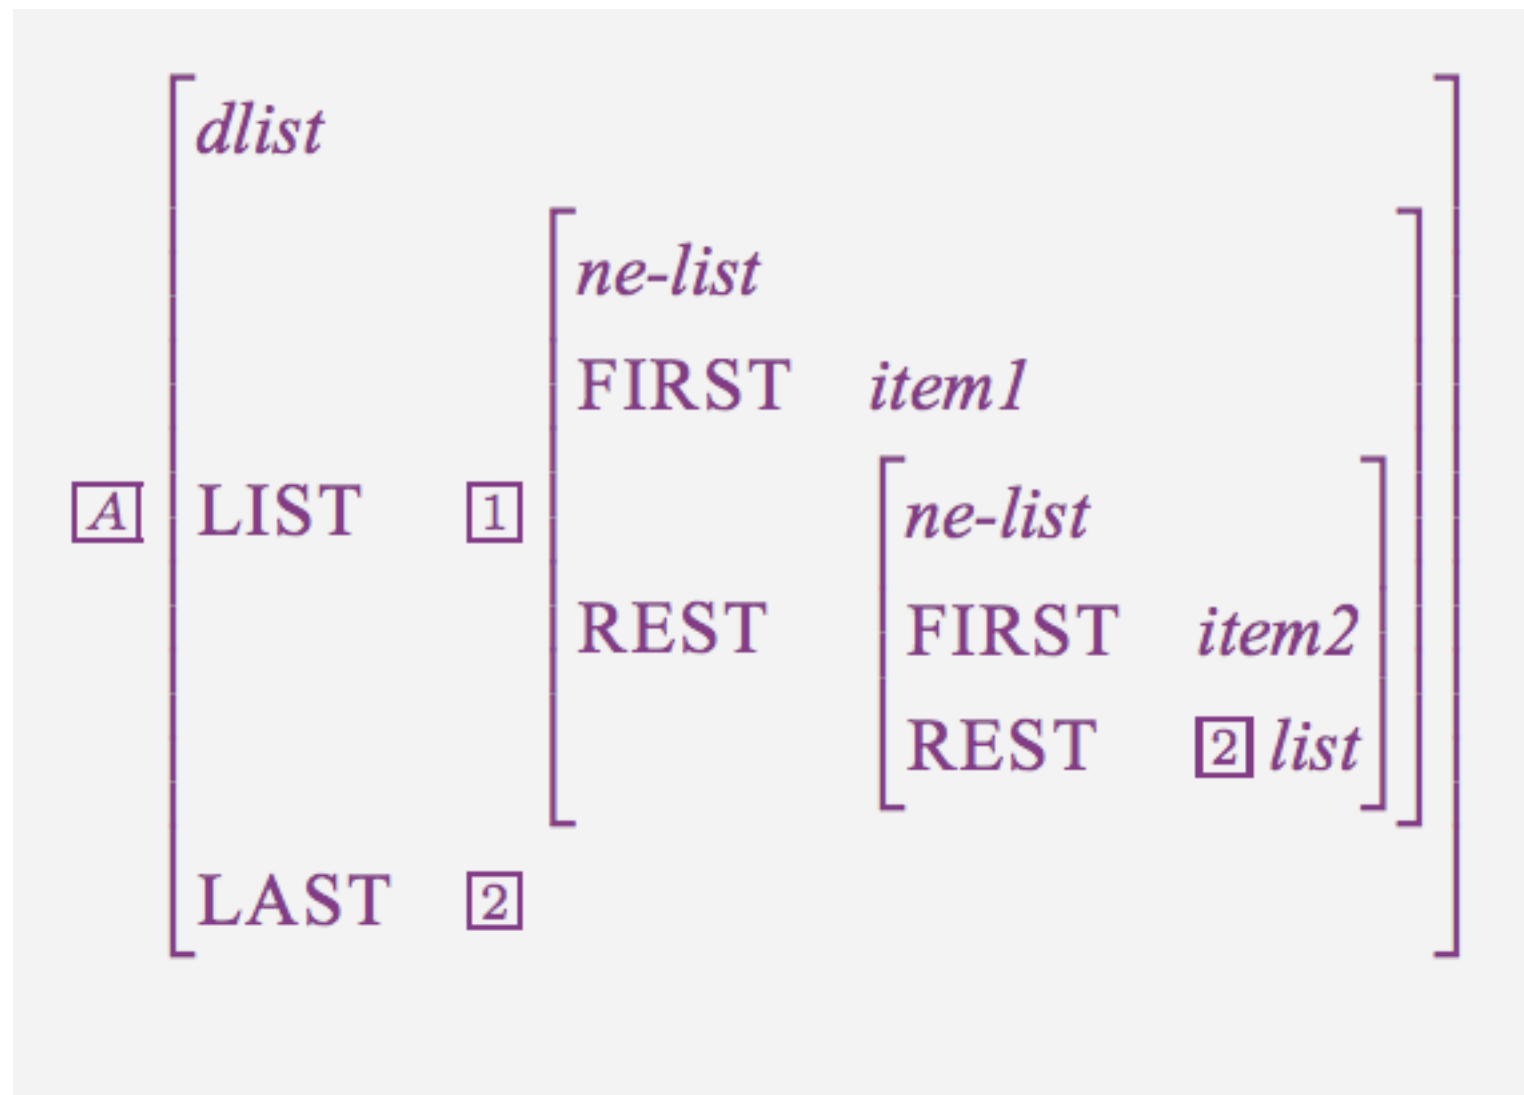 dlist
ne-list
FIRST item1
ne-list
A LIST 1
REST FIRST item2
REST 2 list
LAST 2